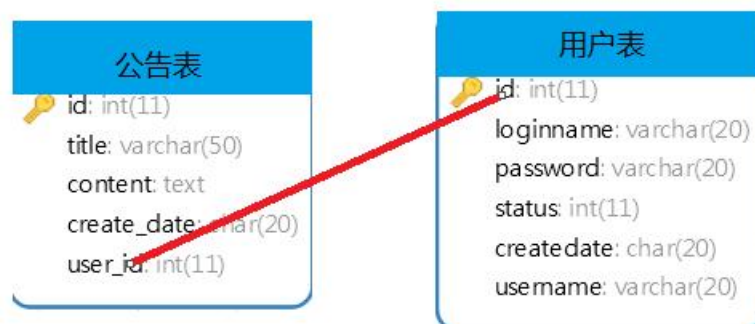 公告表
id: int(11)
title: varchar(50)
content: text
create_date: char(20)
user_id: int(11)
用户表
id: int(11)
loginname: varchar(20)
password: varchar(20)
status: int(11)
createdate: char(20)
username: varchar(20)